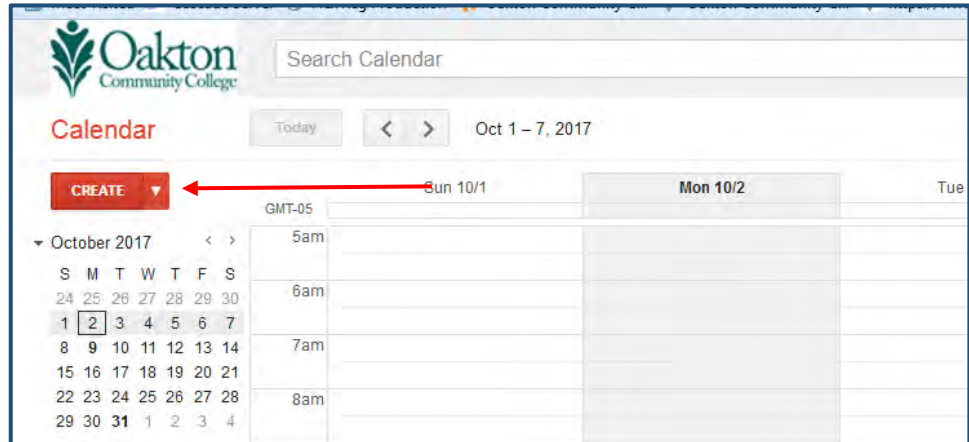 Oakton
Community College
Search Calendar
Calendar
Today < > Oct 1 – 7, 2017
CREATE
Sun 10/1 Mon 10/2 Tue
GMT-05
October 2017 < >
S M T W T F S
24 25 26 27 28 29 30
1 2 3 4 5 6 7
8 9 10 11 12 13 14
15 16 17 18 19 20 21
22 23 24 25 26 27 28
29 30 31 1 2 3 4
5am
6am
7am
8am